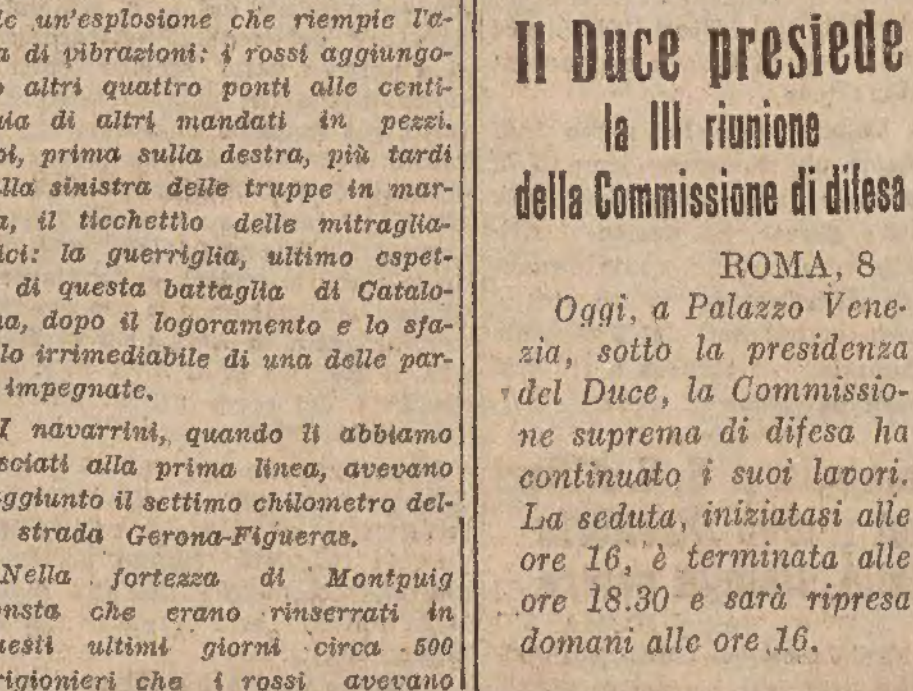 un'esplosione che riempie l'a-
di vibrazioni: i rossi aggiungo-
altri quattro ponti alle centi-
di altri mandati in pezzi.
prima sulla destra, più tardi
sinistra delle truppe in mar-
il ticchettio delle mitraglia-
la guerriglia, ultimo espet-
di questa battaglia di Catalo-
dopo il logoramento e lo sfa-
irrimediabile di una delle par-
impegnate.
I navarrini, quando li abbiamo
sciati alla prima linea, avevano
ggiunto il settimo chilometro del-
strada Gerona-Figueras.
Nella fortezza di Montpuig
nsta che erano rinserrati in
uesti ultimi giorni circa 500
rigionieri che i rossi avevano
Il Duce presiede
la III riunione
della Commissione di difesa
ROMA, 8
Oggi, a Palazzo Vene-
zia, sotto la presidenza
del Duce, la Commissio-
ne suprema di difesa ha
continuato i suoi lavori.
La seduta, iniziatasi alle
ore 16, è terminata alle
ore 18.30 e sarà ripresa
domani alle ore 16.